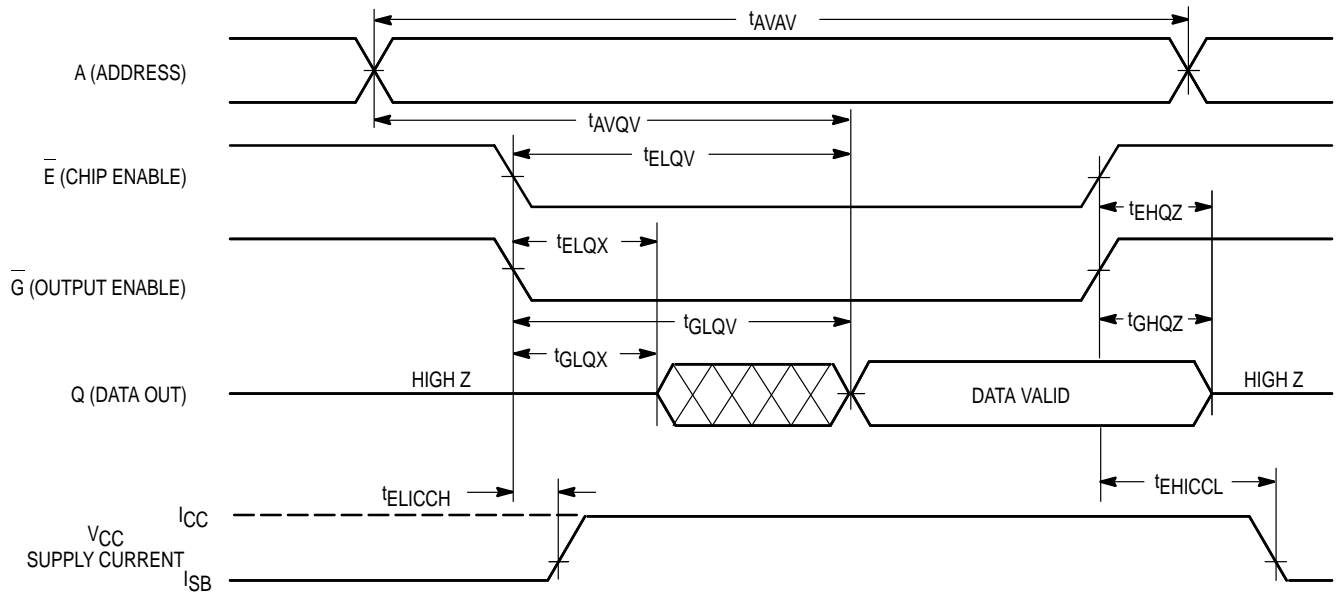 tAVAV
A (ADDRESS)
tAVQV
tELQV
E (CHIP ENABLE)
tEHQZ
tELQX
G (OUTPUT ENABLE)
tGLQV
tGHQZ
tGLQX
HIGH Z
Q (DATA OUT)
DATA VALID
HIGH Z
tELICCH
tEHICCL
ICC
VCC
SUPPLY CURRENT
ISB